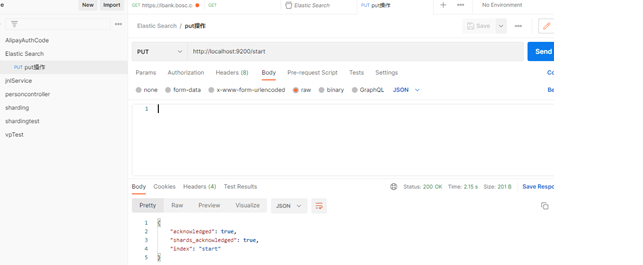 e
New Import
GET https://ibank.bosc.c GET Elastic Search PUT put操作 No Environment
Elastic Search / put操作
Save
AlipayAuthCode
Elastic Search
PUT put操作
jnlService
personcontroller
sharding
shardingtest
vpTest
PUT http://localhost:9200/start Send
Params Authorization Headers (8) Body Pre-request Script Tests Settings Co
none form-data x-www-form-urlencoded raw binary GraphQL JSON Be
1
Body Cookies Headers (4) Test Results Status: 200 OK Time: 2.15 s Size: 201 B Save Respo
Pretty Raw Preview Visualize JSON
1 {
2 "acknowledged": true,
3 "shards_acknowledged": true,
4 "index": "start"
5 }